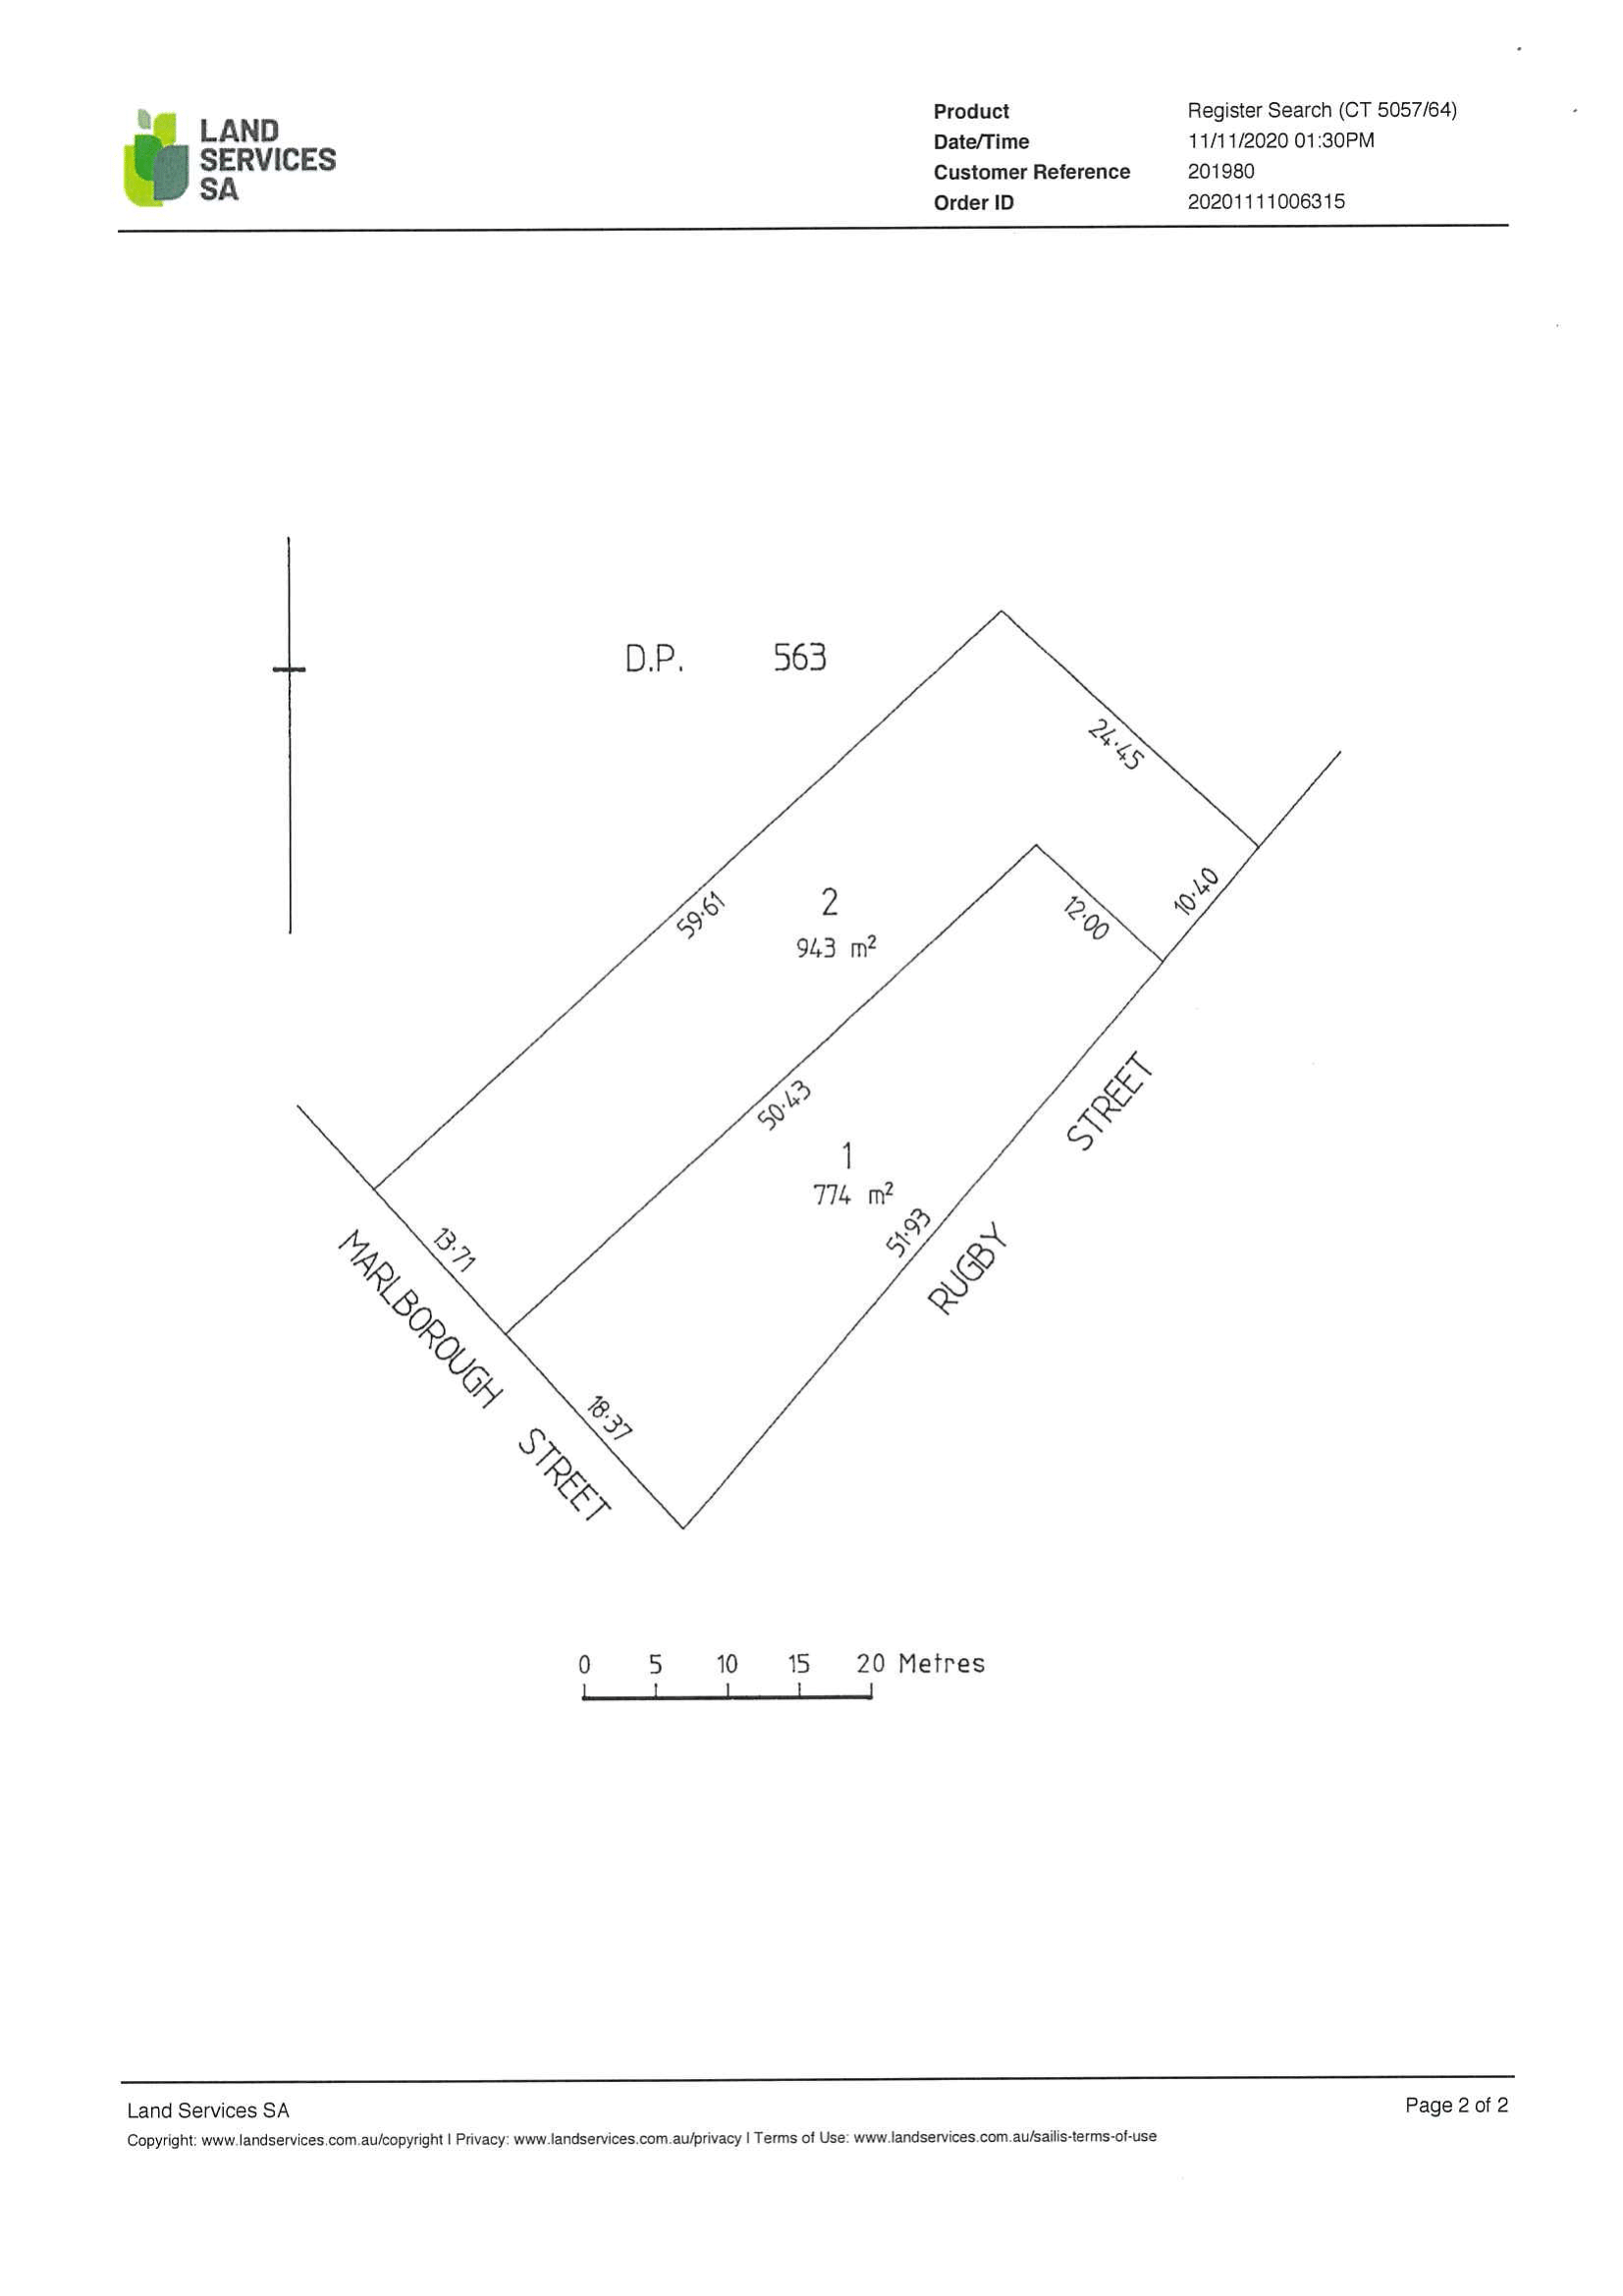 LAND
SERVICES
SA
Product Register Search (CT 5057/64)
Date/Time 11/11/2020 01:30PM
Customer Reference 201980
Order ID 20201111006315
D.P. 563
24·45
59·61
2
943 m²
12·00
10·40
50·43
1
774 m²
51·93
RUGBY STREET
13·71
18·37
MARLBOROUGH STREET
0 5 10 15 20 Metres
Land Services SA
Page 2 of 2
Copyright: www.landservices.com.au/copyright | Privacy: www.landservices.com.au/privacy | Terms of Use: www.landservices.com.au/sailis-terms-of-use